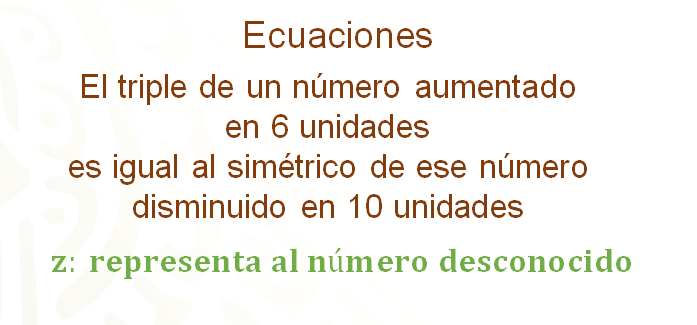 Ecuaciones
El triple de un número aumentado
en 6 unidades
es igual al simétrico de ese número
disminuido en 10 unidades
z: representa al número desconocido